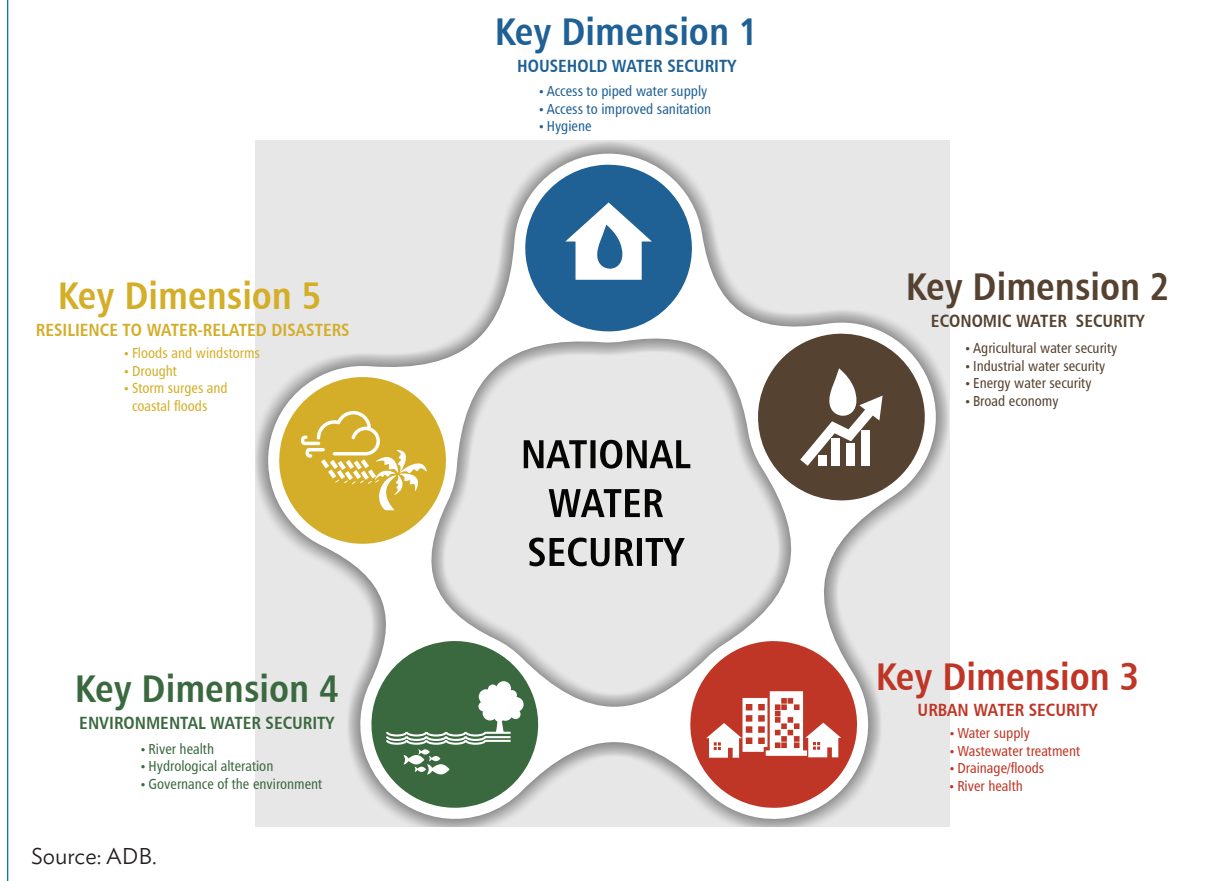 Key Dimension 1
HOUSEHOLD WATER SECURITY
• Access to piped water supply
• Access to improved sanitation
• Hygiene
Key Dimension 2
ECONOMIC WATER SECURITY
• Agricultural water security
• Industrial water security
• Energy water security
• Broad economy
Key Dimension 3
URBAN WATER SECURITY
• Water supply
• Wastewater treatment
• Drainage/floods
• River health
Key Dimension 4
ENVIRONMENTAL WATER SECURITY
• River health
• Hydrological alteration
• Governance of the environment
Key Dimension 5
RESILIENCE TO WATER-RELATED DISASTERS
• Floods and windstorms
• Drought
• Storm surges and
coastal floods
NATIONAL
WATER
SECURITY
Source: ADB.